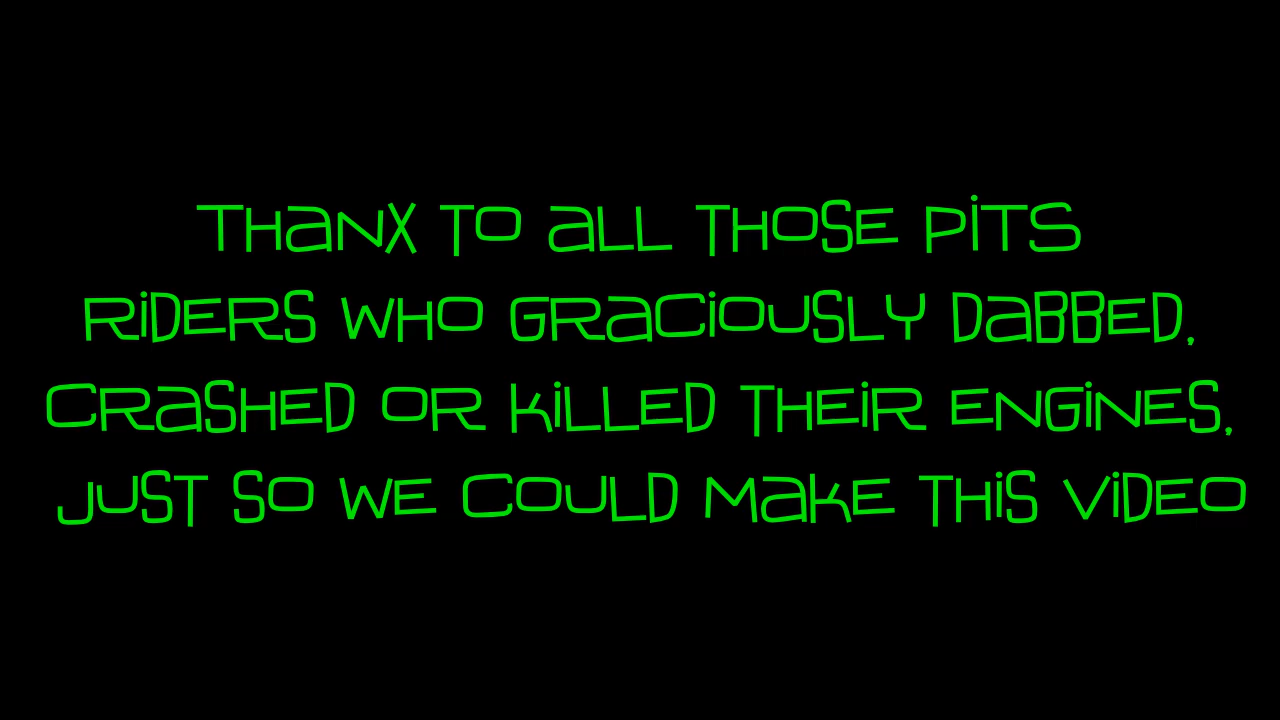 THANX TO ALL THOSE PITS
RIDERS WHO GRACIOUSLY DABBED,
CRASHED OR KILLED THEIR ENGINES,
JUST SO WE COULD MAKE THIS VIDEO